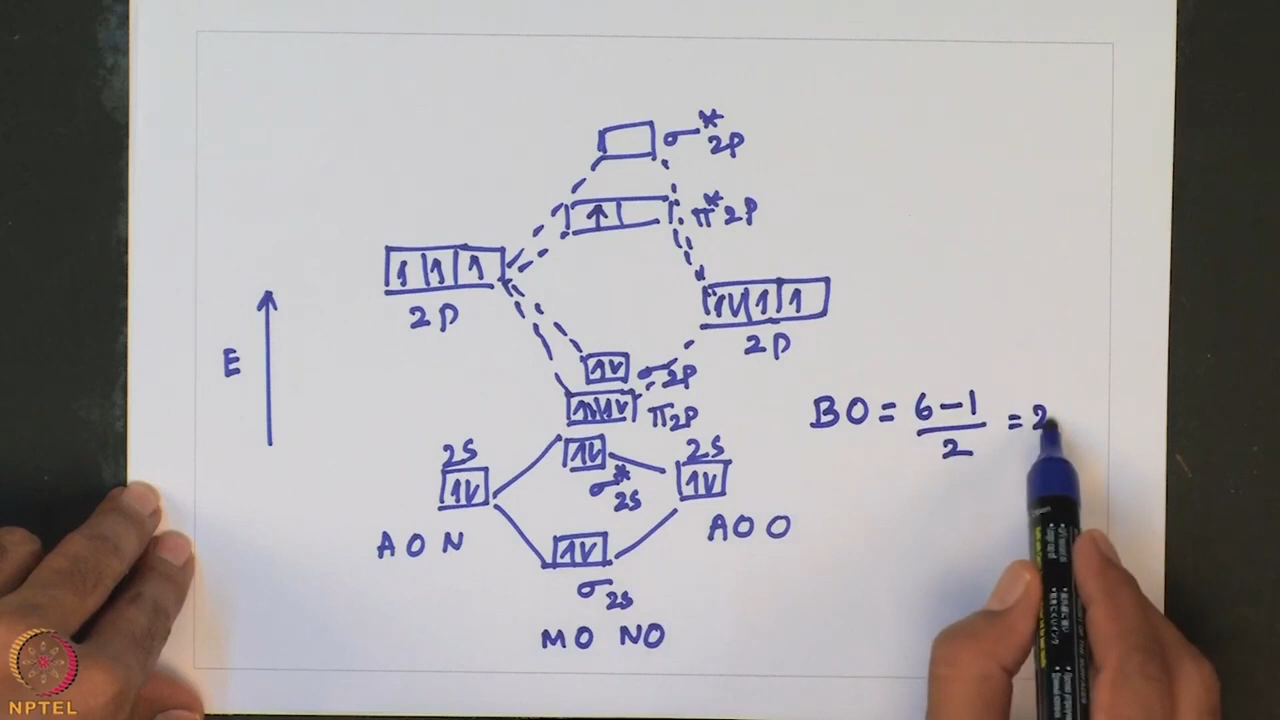 σ* 2p
π* 2p
2p
2p
E
σ 2p
π 2p
BO = 6-1 / 2 = 2
2s
2s
σ* 2s
AO N
AO O
σ 2s
MO NO
NPTEL